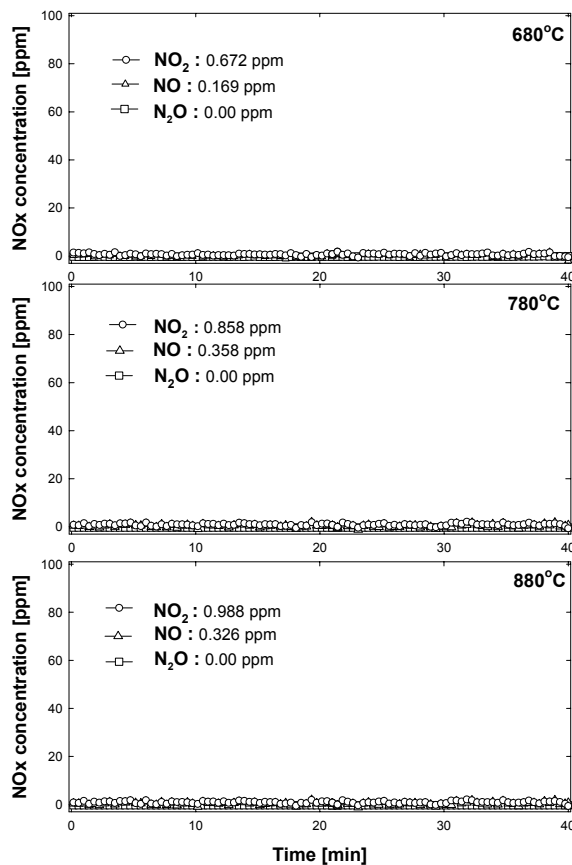 NOx concentration [ppm]
100
80
60
40
20
0
680°C
NO₂ : 0.672 ppm
NO : 0.169 ppm
N₂O : 0.00 ppm
0 10 20 30 40
NOx concentration [ppm]
100
80
60
40
20
0
780°C
NO₂ : 0.858 ppm
NO : 0.358 ppm
N₂O : 0.00 ppm
0 10 20 30 40
NOx concentration [ppm]
100
80
60
40
20
0
880°C
NO₂ : 0.988 ppm
NO : 0.326 ppm
N₂O : 0.00 ppm
0 10 20 30 40
Time [min]